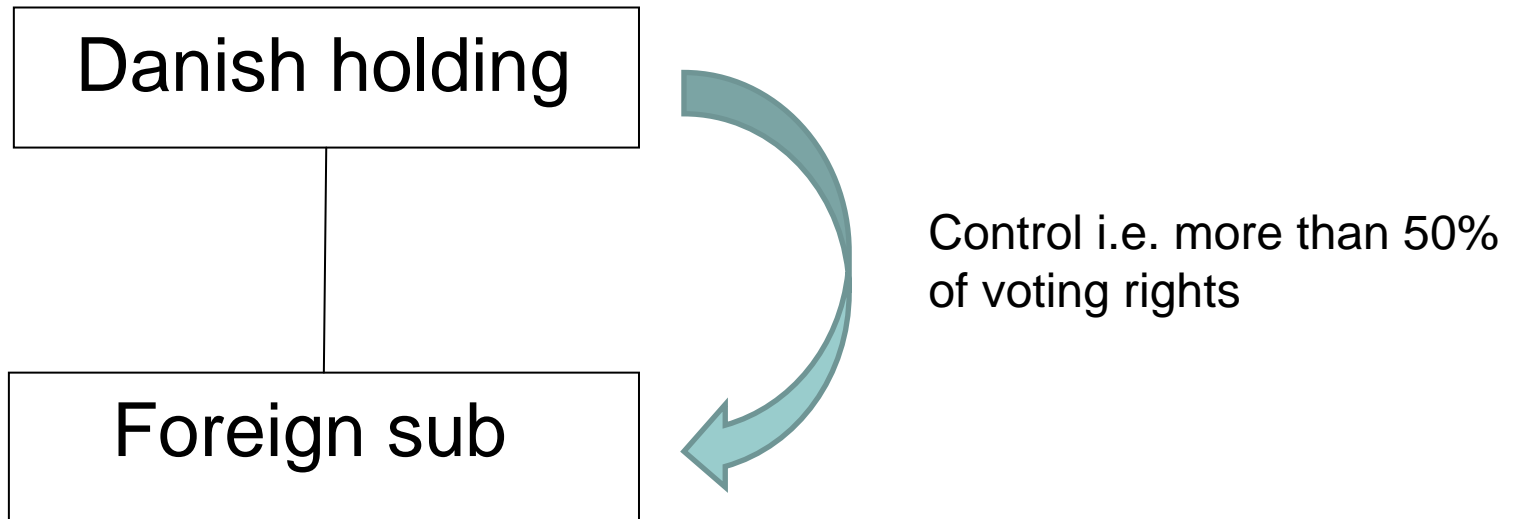 Danish holding
Control i.e. more than 50%
of voting rights
Foreign sub